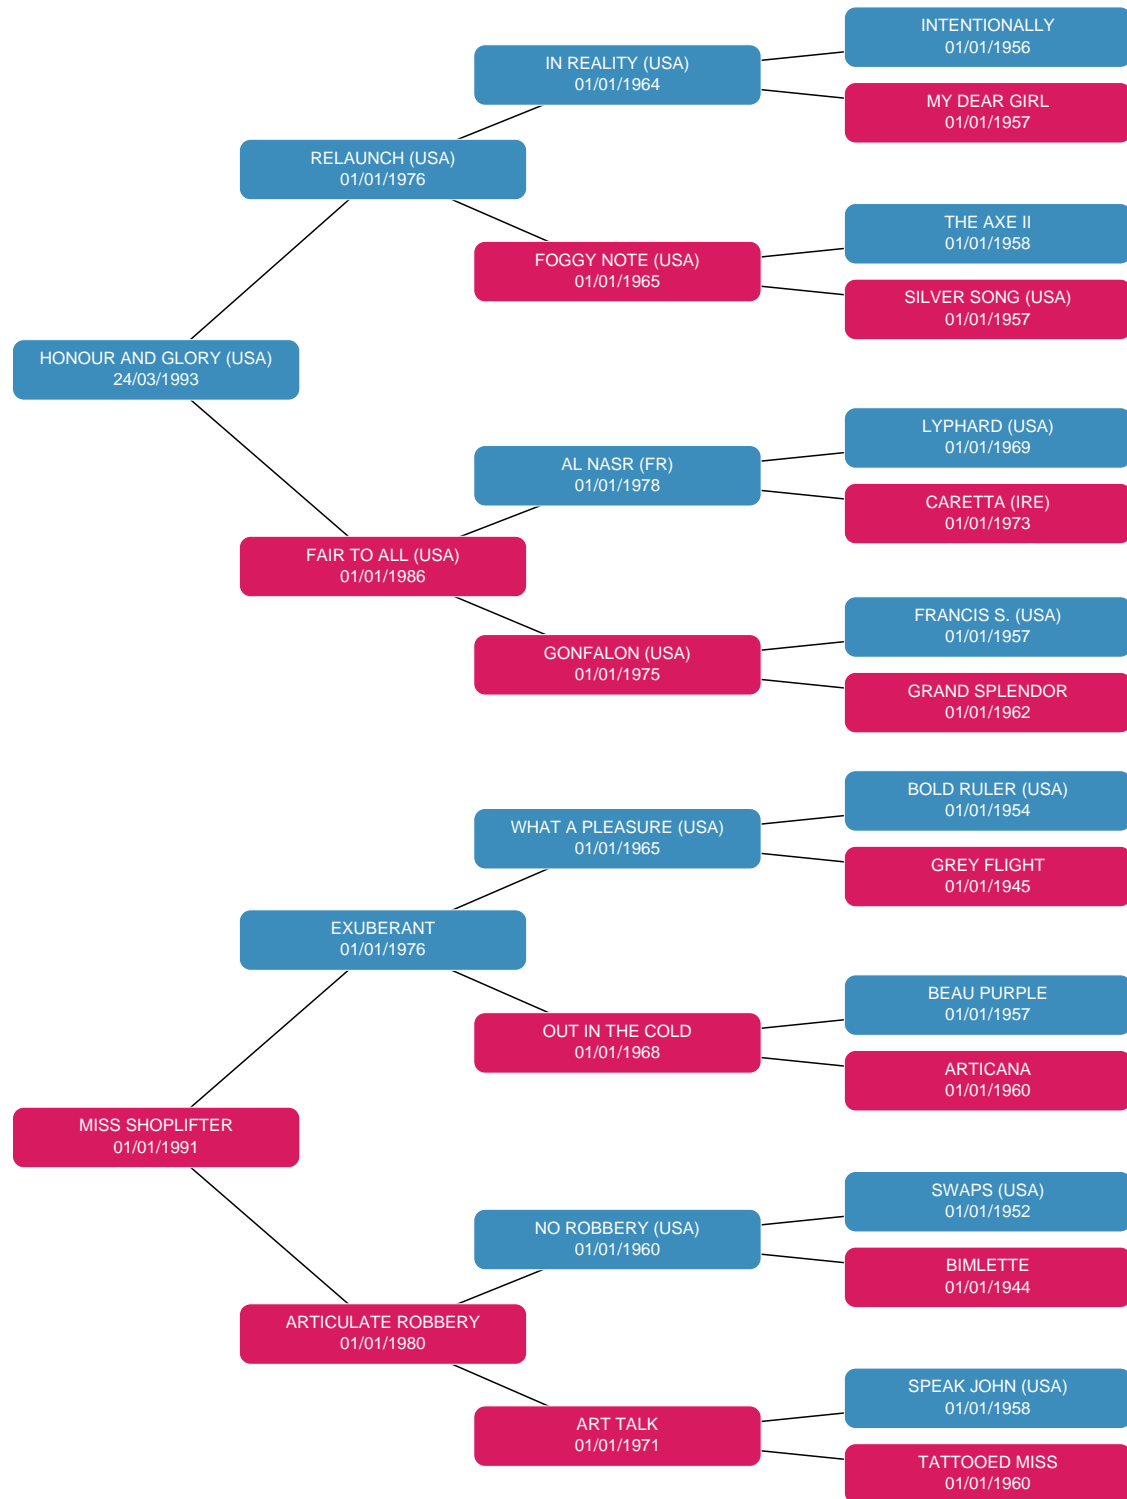 INTENTIONALLY
01/01/1956
IN REALITY (USA)
01/01/1964
MY DEAR GIRL
01/01/1957
RELAUNCH (USA)
01/01/1976
THE AXE II
01/01/1958
FOGGY NOTE (USA)
01/01/1965
SILVER SONG (USA)
01/01/1957
HONOUR AND GLORY (USA)
24/03/1993
LYPHARD (USA)
01/01/1969
AL NASR (FR)
01/01/1978
CARETTA (IRE)
01/01/1973
FAIR TO ALL (USA)
01/01/1986
FRANCIS S. (USA)
01/01/1957
GONFALON (USA)
01/01/1975
GRAND SPLENDOR
01/01/1962
BOLD RULER (USA)
01/01/1954
WHAT A PLEASURE (USA)
01/01/1965
GREY FLIGHT
01/01/1945
EXUBERANT
01/01/1976
BEAU PURPLE
01/01/1957
OUT IN THE COLD
01/01/1968
ARTICANA
01/01/1960
MISS SHOPLIFTER
01/01/1991
SWAPS (USA)
01/01/1952
NO ROBBERY (USA)
01/01/1960
BIMLETTE
01/01/1944
ARTICULATE ROBBERY
01/01/1980
SPEAK JOHN (USA)
01/01/1958
ART TALK
01/01/1971
TATTOOED MISS
01/01/1960